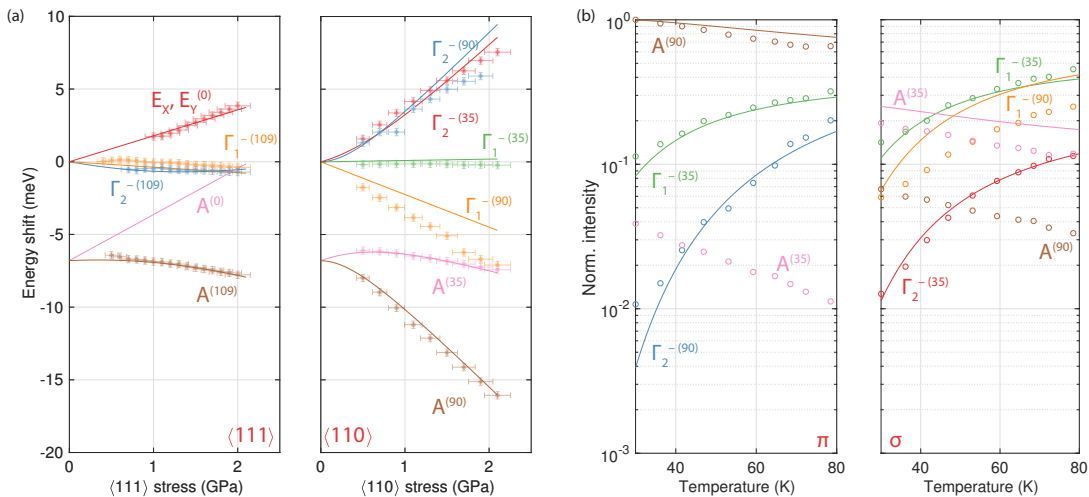 (a)
10
5
0
-5
-10
-15
-20
Energy shift (meV)
E_X, E_Y^(0)
Γ_1^-(109)
Γ_2^-(109)
A^(0)
A^(109)
⟨111⟩
0 1 2
⟨111⟩ stress (GPa)
Γ_2^-(90)
Γ_2^-(35)
Γ_1^-(35)
Γ_1^-(90)
A^(35)
A^(90)
⟨110⟩
0 1 2
⟨110⟩ stress (GPa)
(b)
10^0
10^-1
10^-2
10^-3
Norm. intensity
A^(90)
Γ_1^-(35)
A^(35)
Γ_2^-(90)
π
40 60 80
Temperature (K)
Γ_1^-(35)
A^(35)
Γ_1^-(90)
A^(90)
Γ_2^-(35)
σ
40 60 80
Temperature (K)